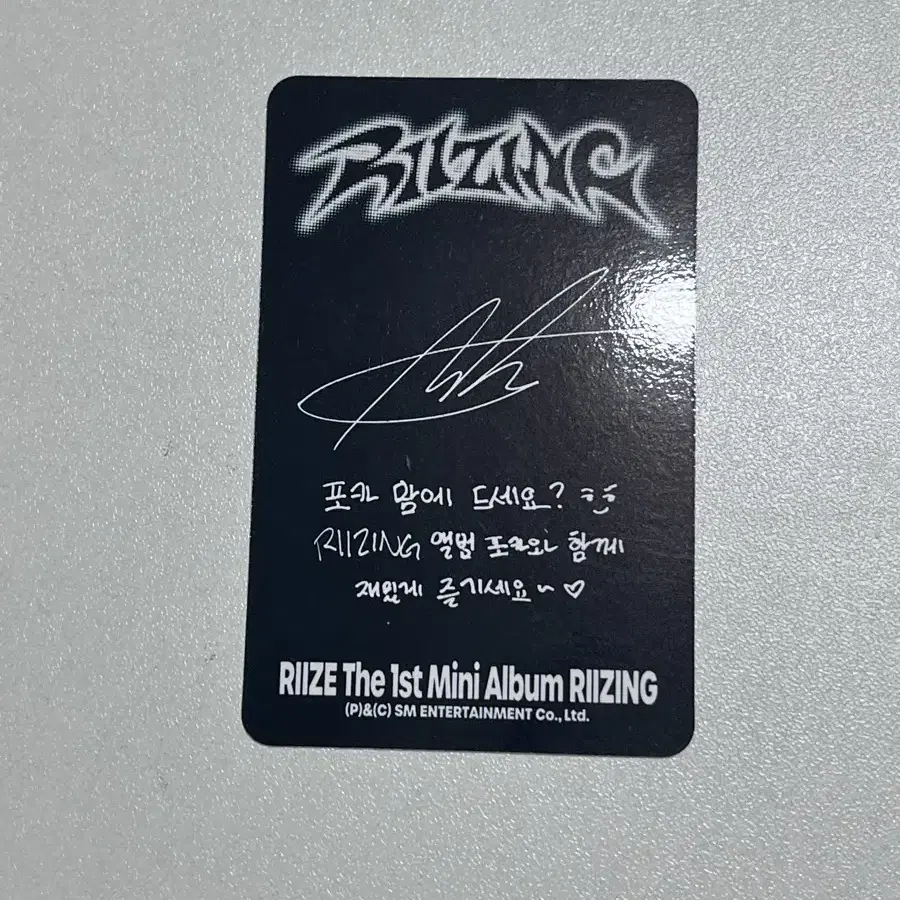 RIIZING
포카 맘에 드세요?
RIIZING 앨범 포카와 함께
재밌게 즐기세요~ ♡
RIIZE The 1st Mini Album RIIZING
(P)&(C) SM ENTERTAINMENT Co., Ltd.